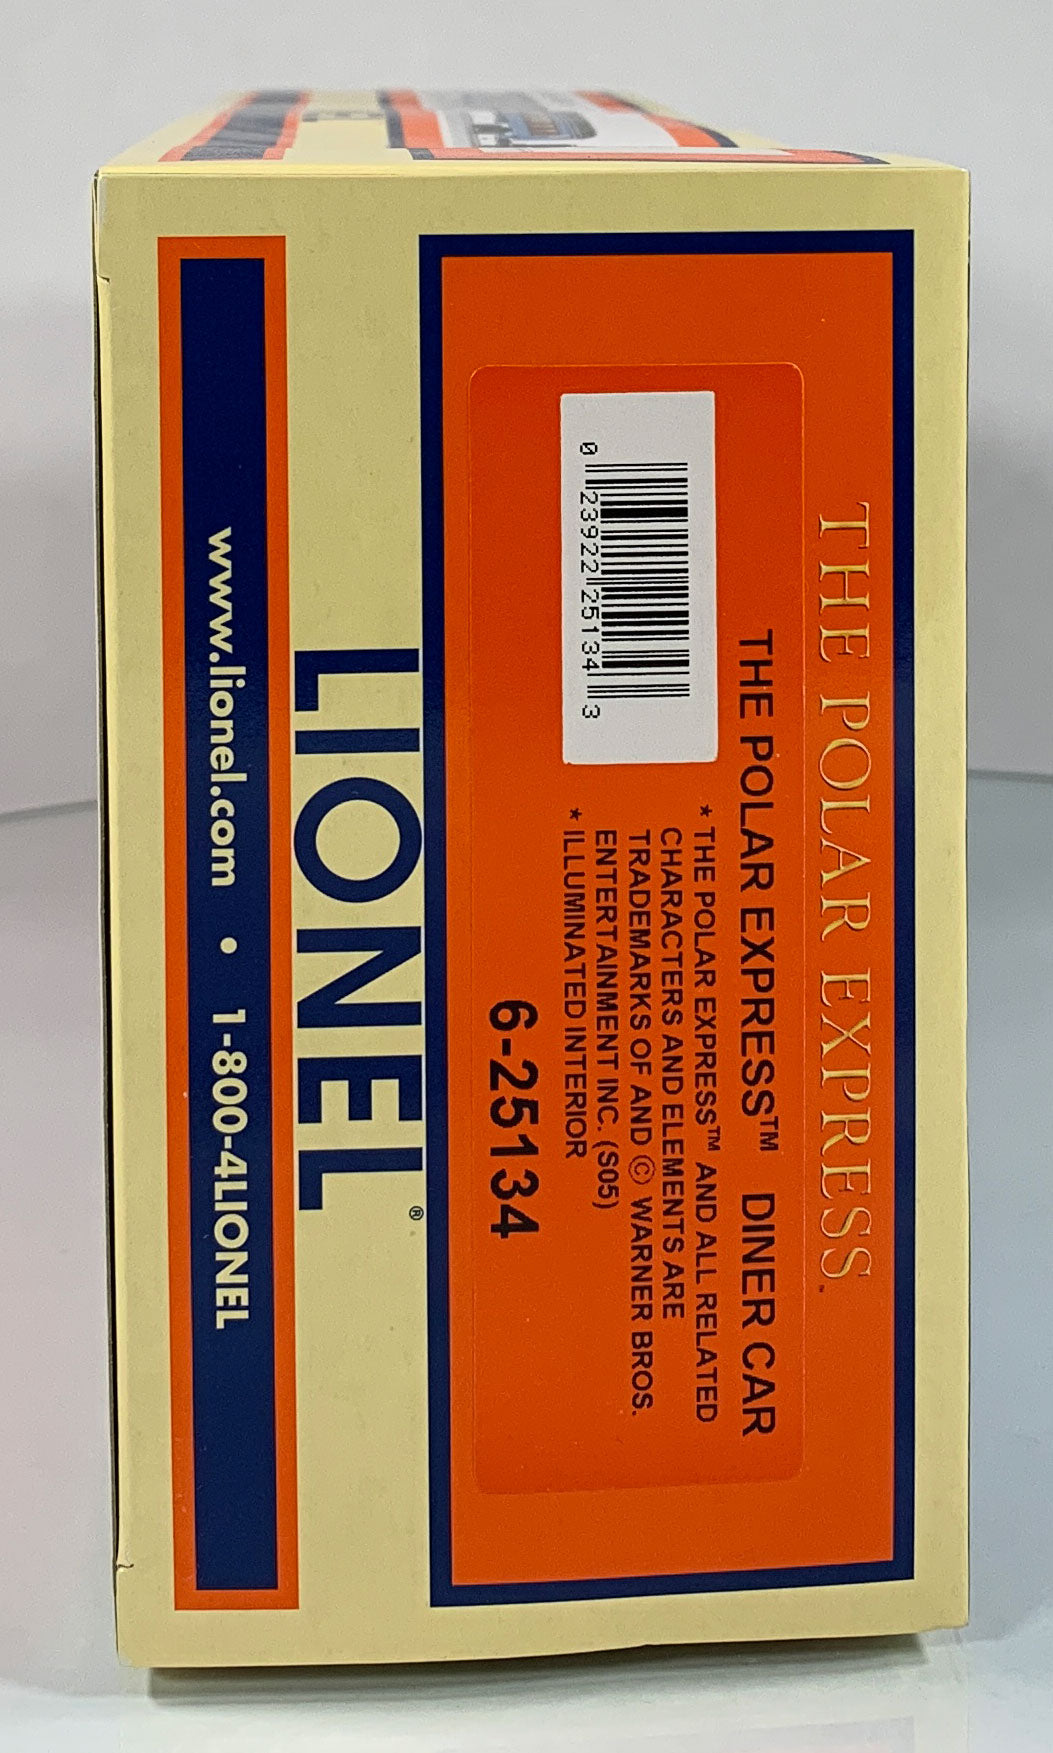 THE POLAR EXPRESS™
THE POLAR EXPRESS™ DINER CAR
* THE POLAR EXPRESS™ AND ALL RELATED
CHARACTERS AND ELEMENTS ARE
TRADEMARKS OF AND © WARNER BROS.
ENTERTAINMENT INC. (S05)
* ILLUMINATED INTERIOR
0 23922 25134 3
6-25134
LIONEL®
www.lionel.com • 1-800-4LIONEL